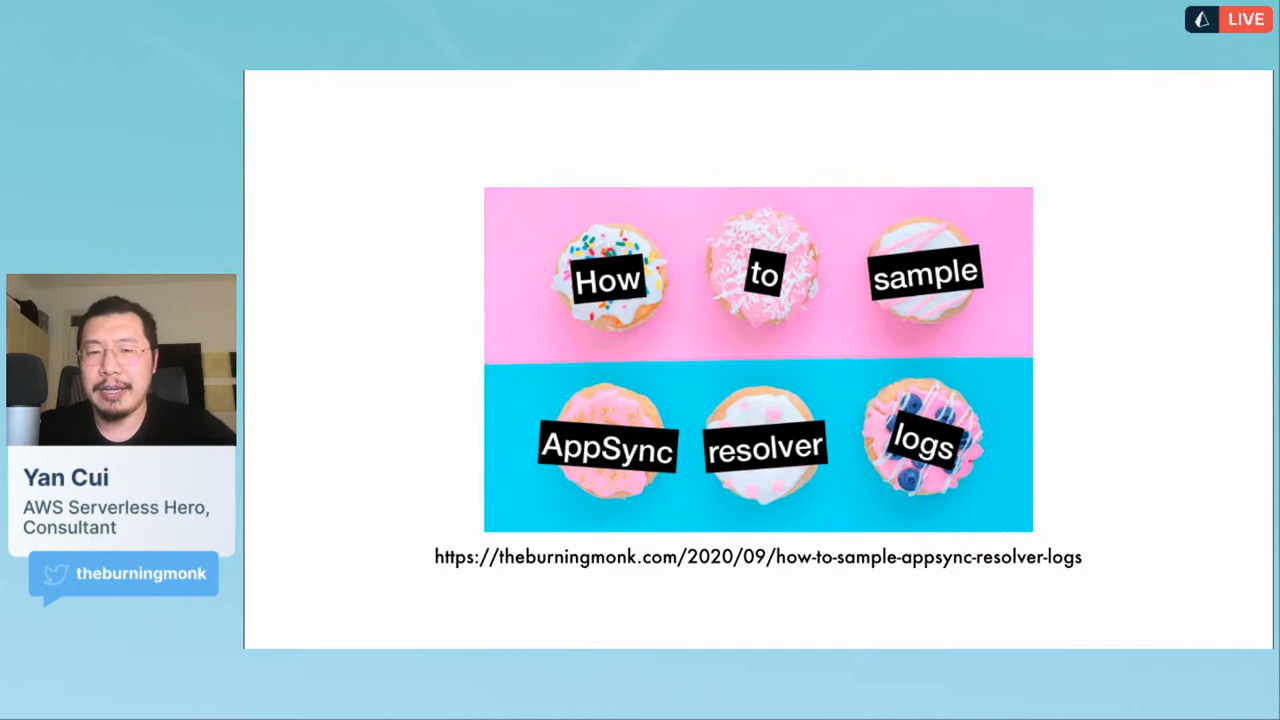 LIVE
How to sample
AppSync resolver logs
https://theburningmonk.com/2020/09/how-to-sample-appsync-resolver-logs
Yan Cui
AWS Serverless Hero,
Consultant
theburningmonk